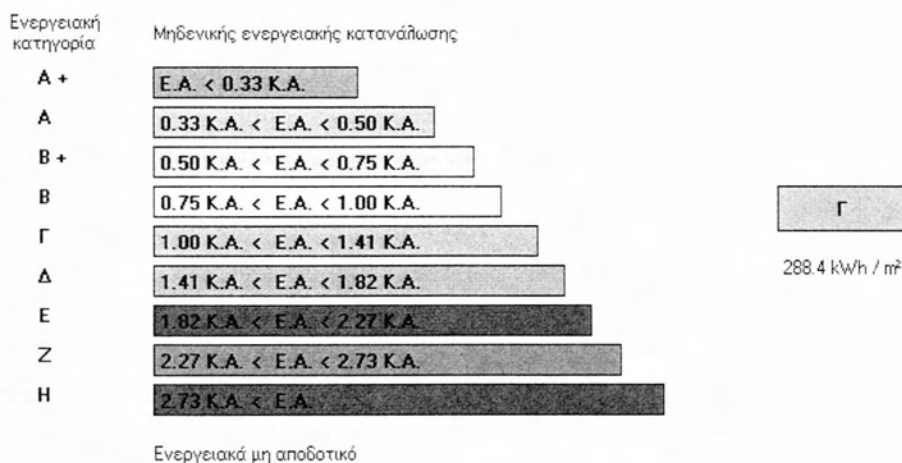 Ενεργειακή
κατηγορία
Μηδενικής ενεργειακής κατανάλωσης
Α + Ε.Α. < 0.33 Κ.Α.
Α 0.33 Κ.Α. < Ε.Α. < 0.50 Κ.Α.
Β + 0.50 Κ.Α. < Ε.Α. < 0.75 Κ.Α.
Β 0.75 Κ.Α. < Ε.Α. < 1.00 Κ.Α.
Γ
Γ 1.00 Κ.Α. < Ε.Α. < 1.41 Κ.Α.
Δ 1.41 Κ.Α. < Ε.Α. < 1.82 Κ.Α.
288.4 kWh / m²
Ε 1.82 Κ.Α. < Ε.Α. < 2.27 Κ.Α.
Ζ 2.27 Κ.Α. < Ε.Α. < 2.73 Κ.Α.
Η 2.73 Κ.Α. < Ε.Α.
Ενεργειακά μη αποδοτικό